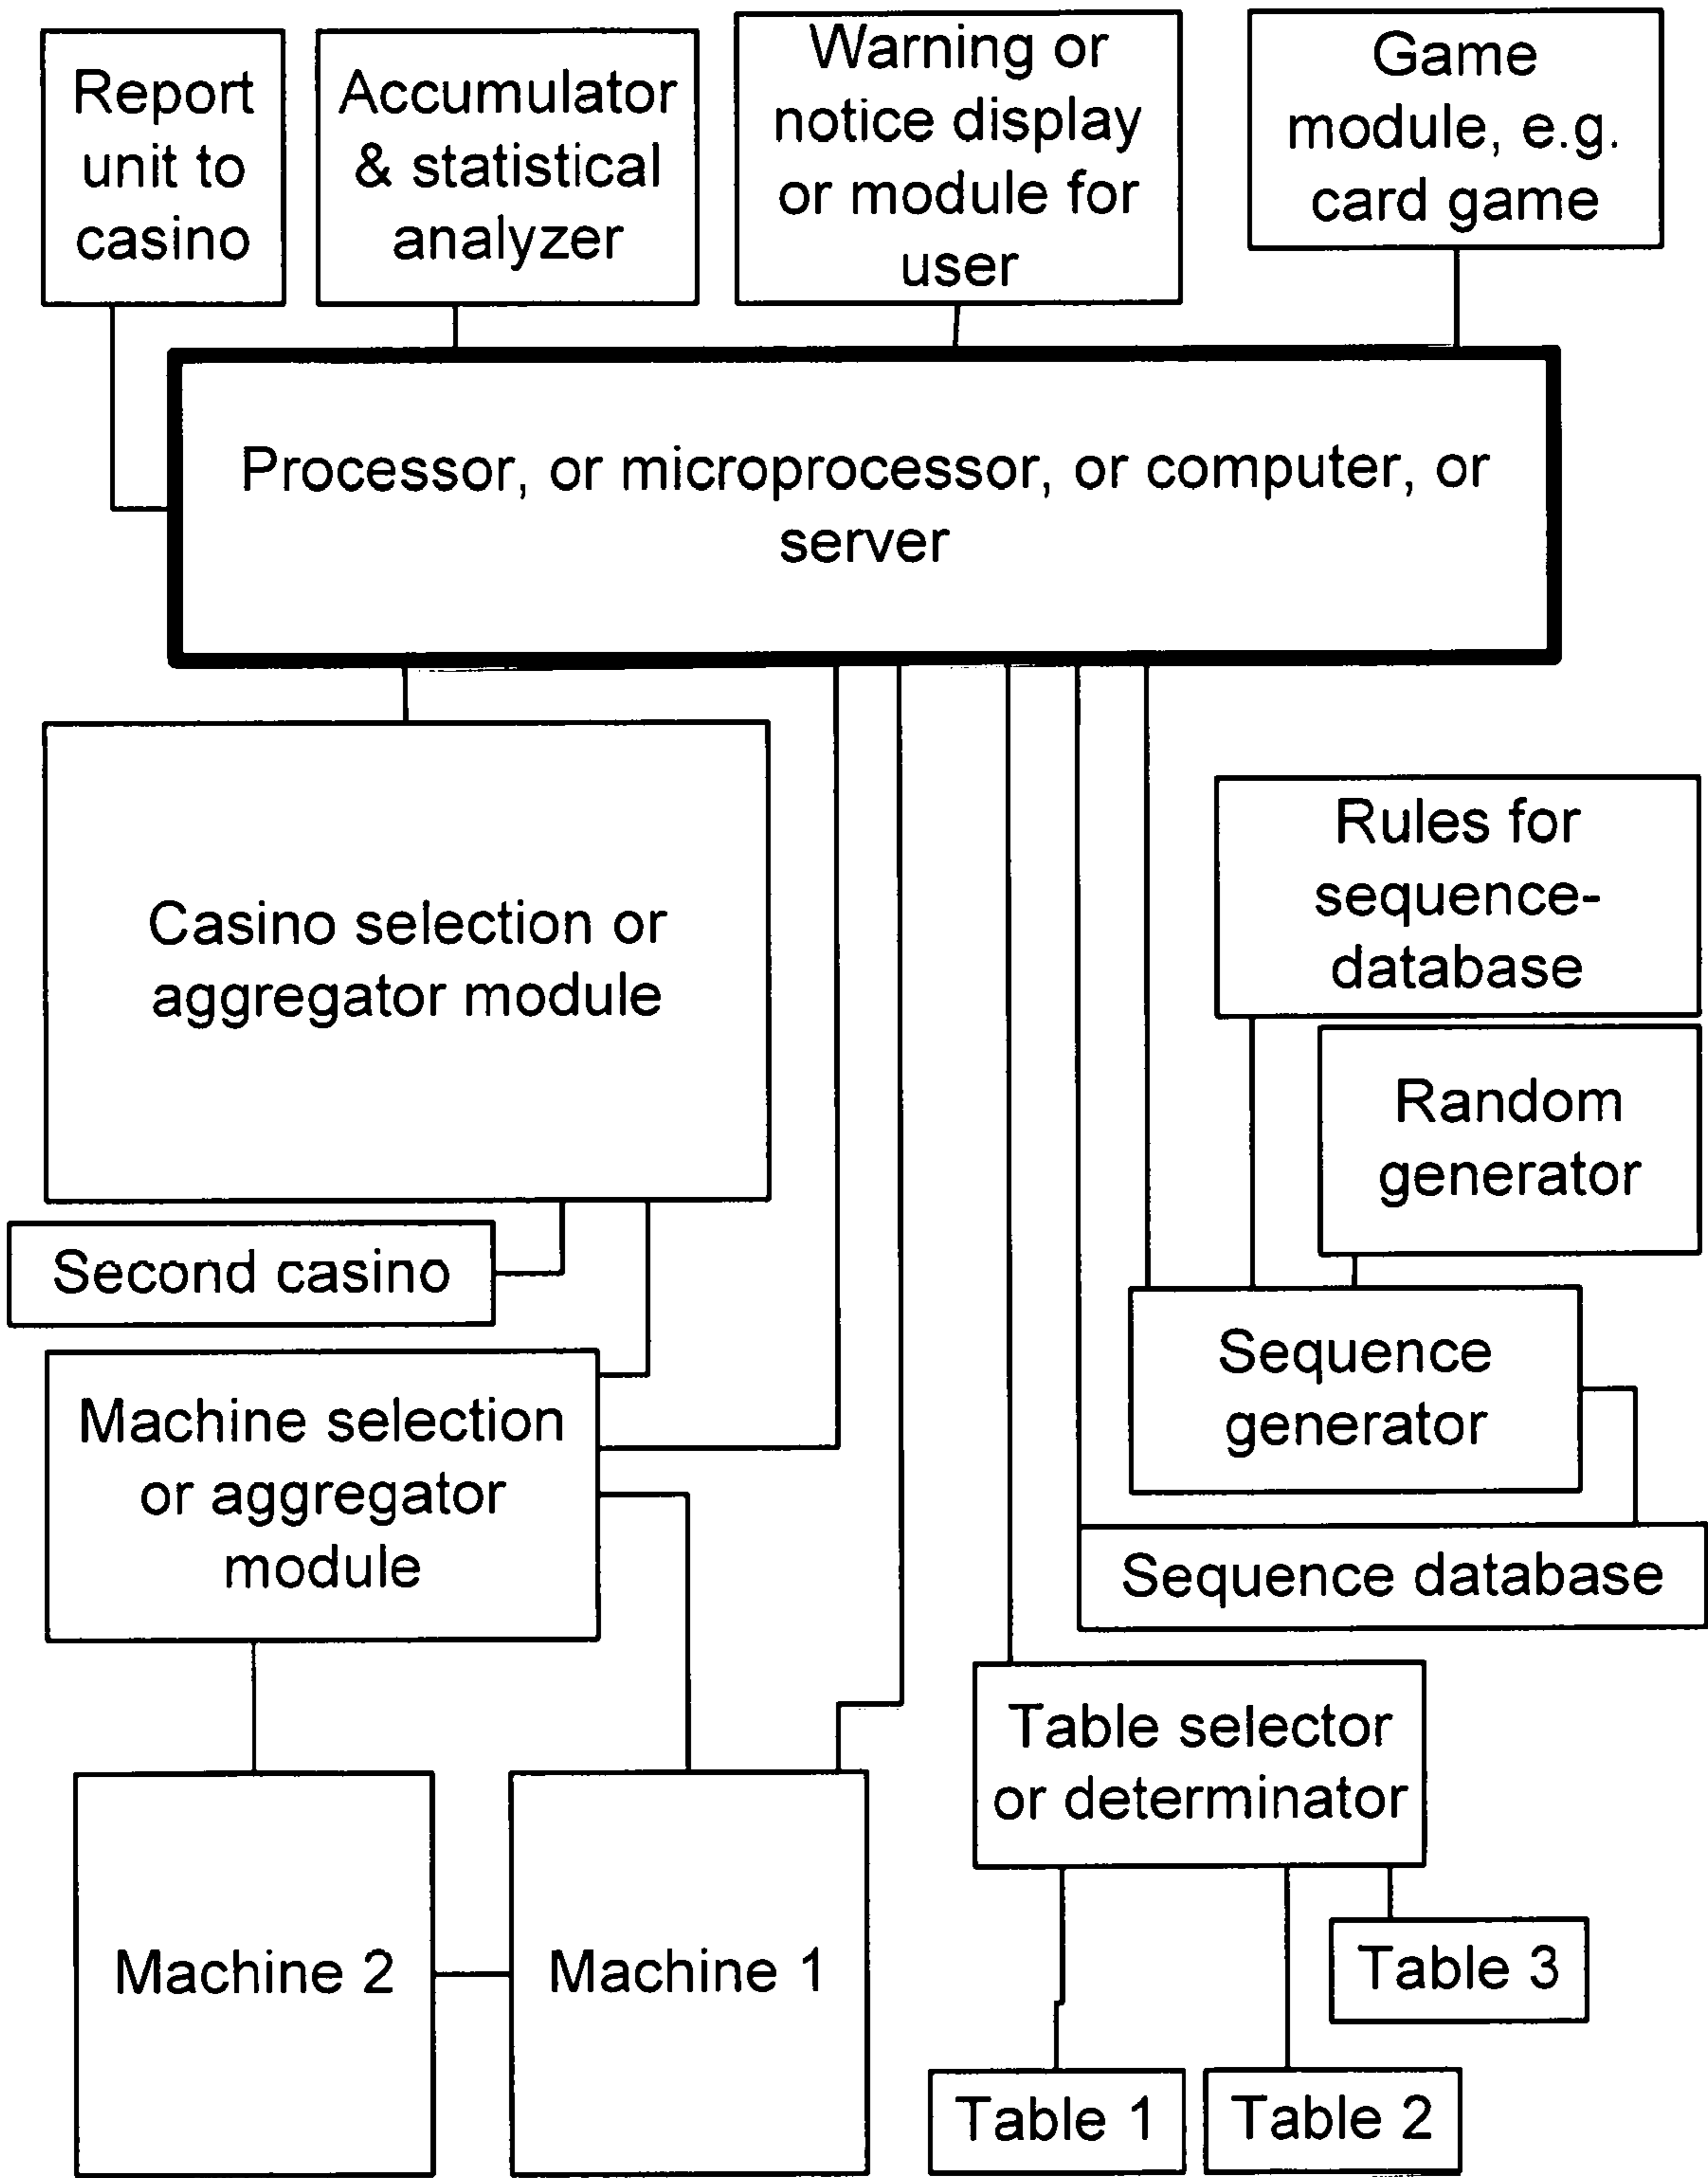 Report
unit to
casino
Accumulator
& statistical
analyzer
Warning or
notice display
or module for
user
Game
module, e.g.
card game
Processor, or microprocessor, or computer, or
server
Casino selection or
aggregator module
Rules for
sequence-
database
Random
generator
Second casino
Sequence
generator
Machine selection
or aggregator
module
Sequence database
Table selector
or determinator
Machine 2
Machine 1
Table 3
Table 1
Table 2